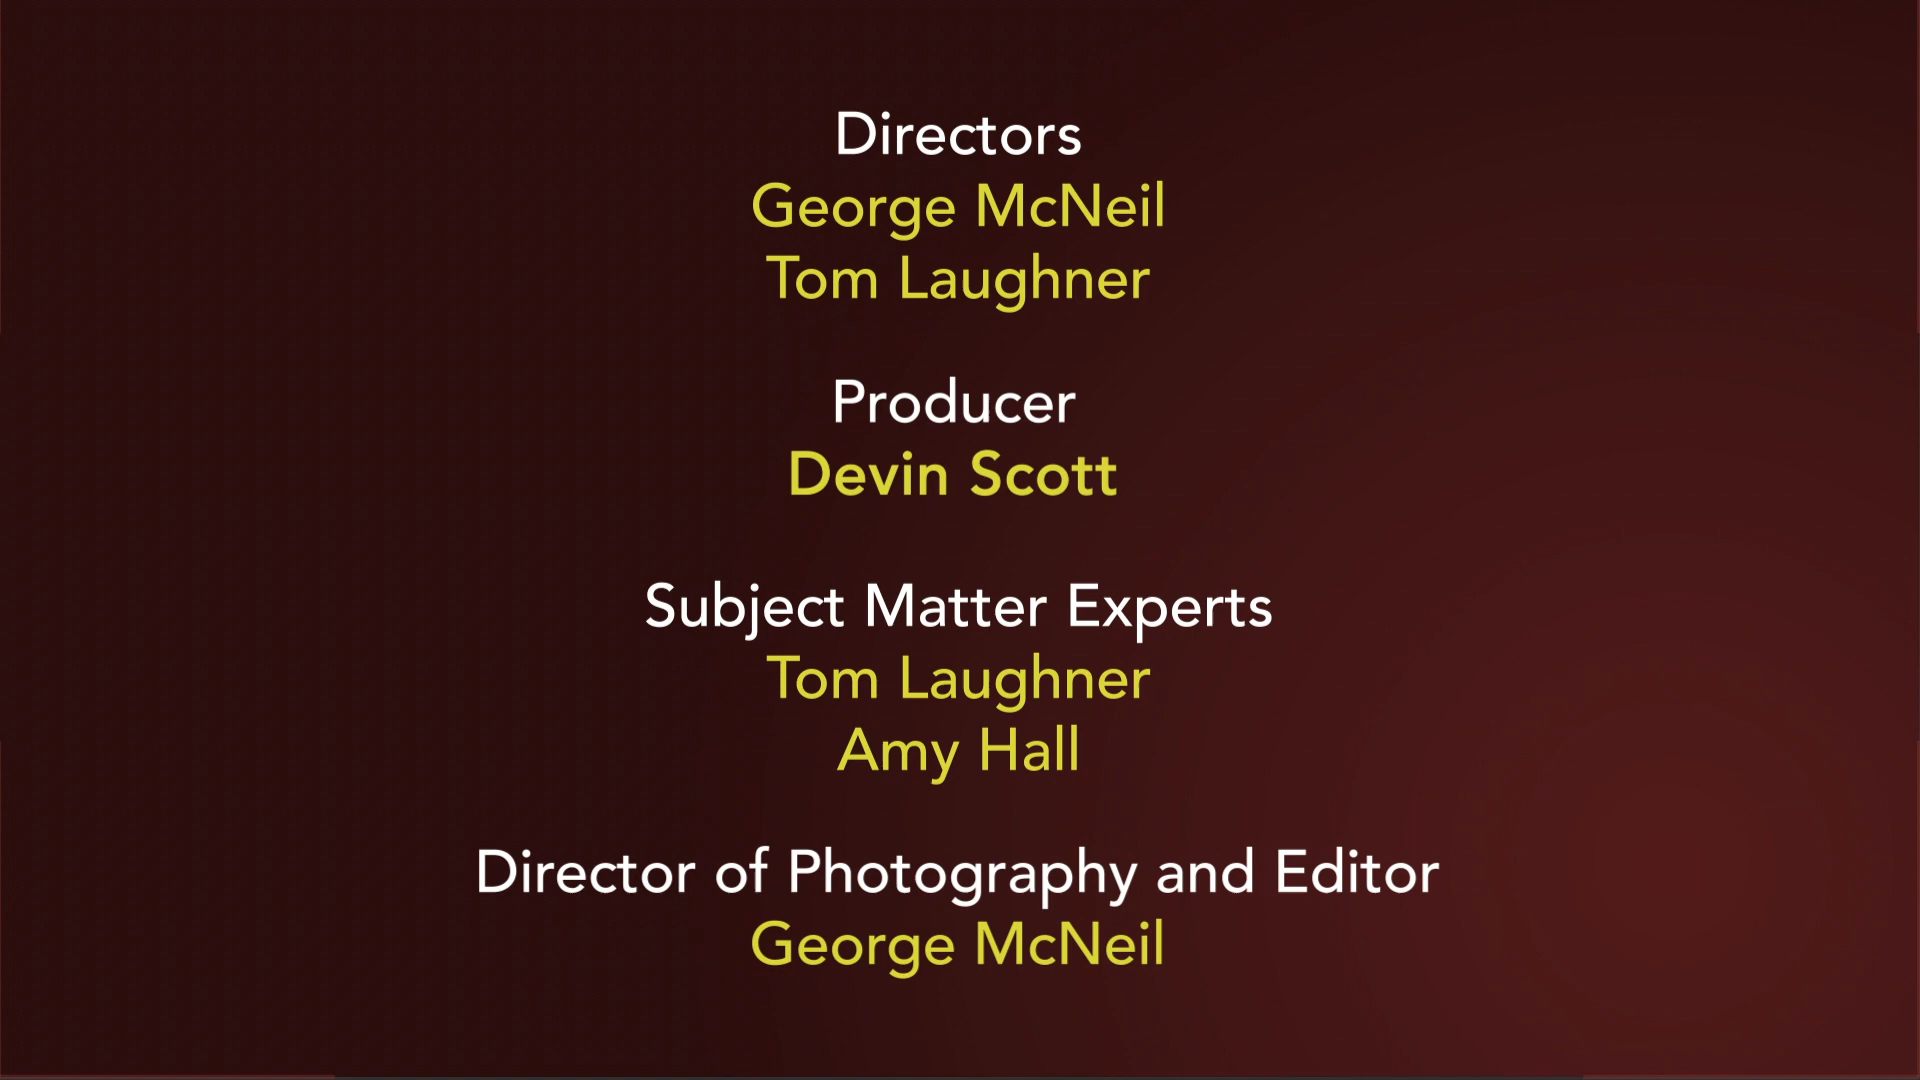 Directors
George McNeil
Tom Laughner
Producer
Devin Scott
Subject Matter Experts
Tom Laughner
Amy Hall
Director of Photography and Editor
George McNeil